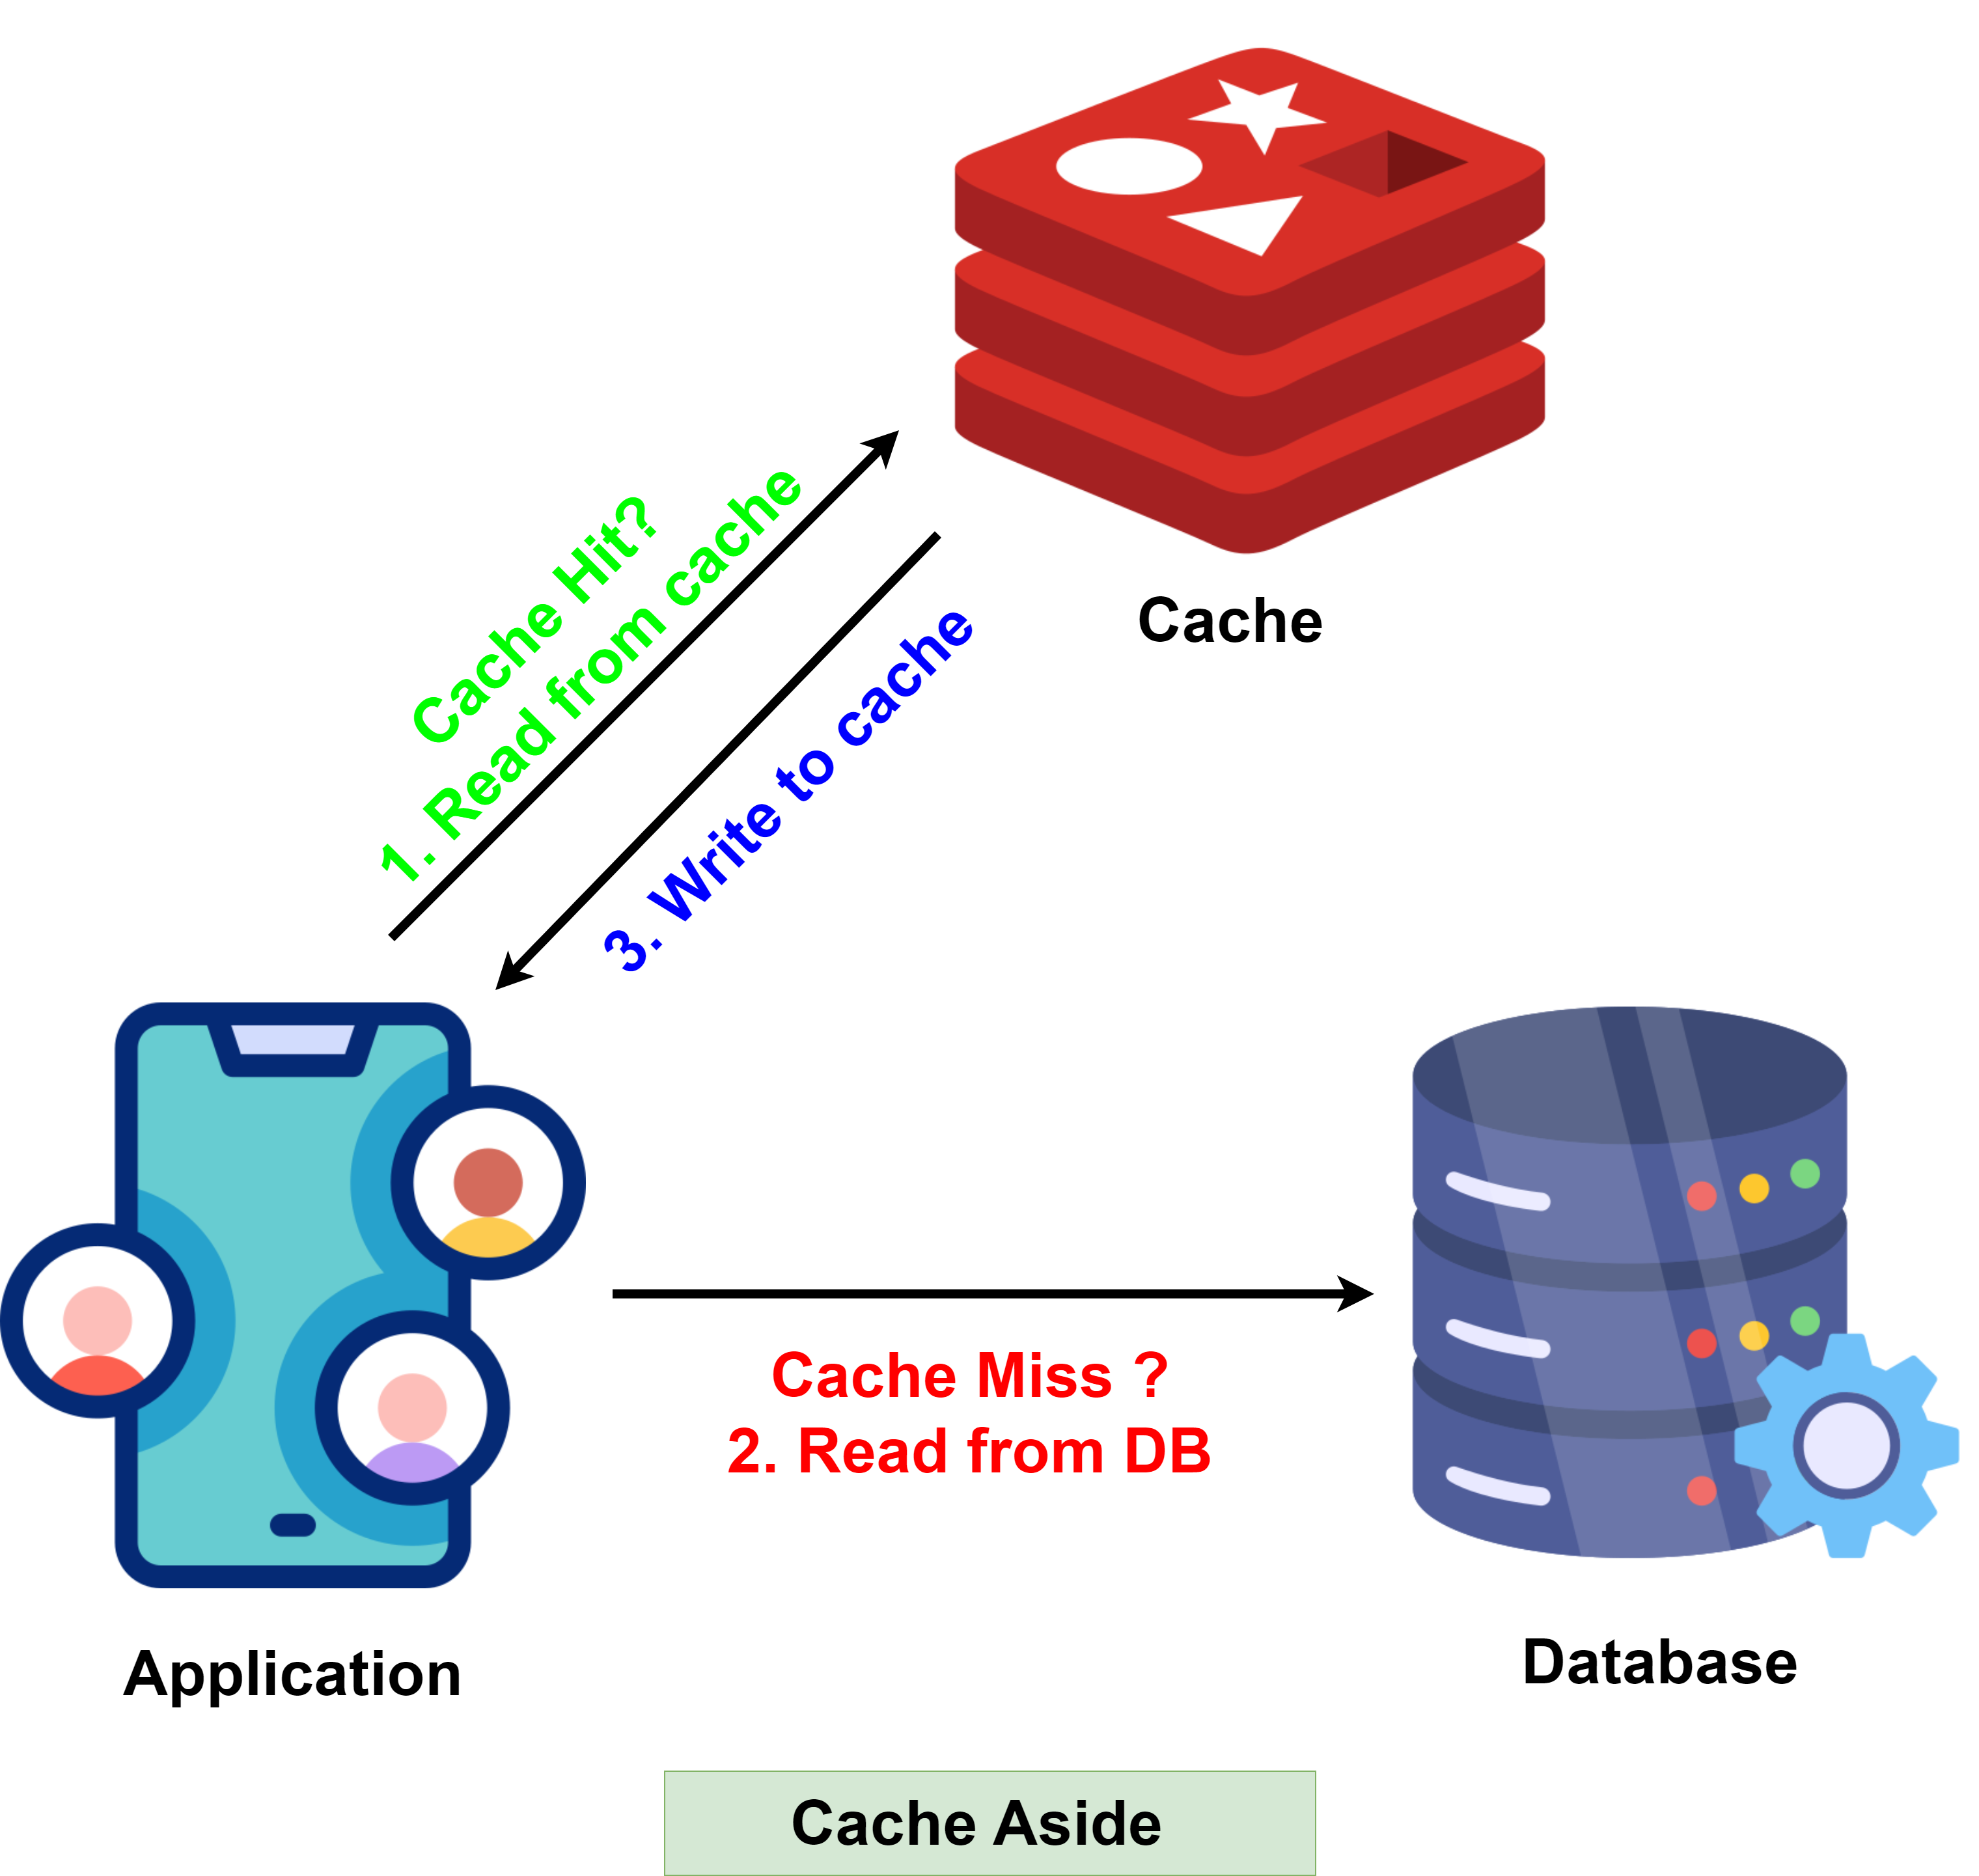 Cache Hit?
1. Read from cache
3. Write to cache
Cache
Cache Miss ?
2. Read from DB
Application
Database
Cache Aside